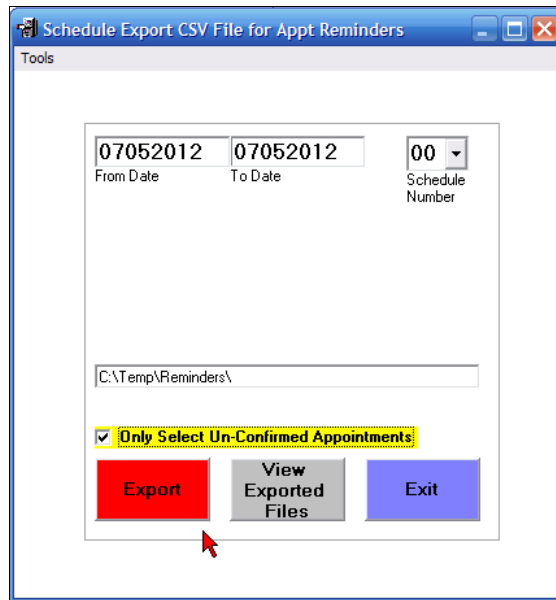 Schedule Export CSV File for Appt Reminders
Tools
07052012 07052012 00
From Date To Date Schedule
Number
C:\Temp\Reminders\
Only Select Un-Confirmed Appointments
Export
View
Exported
Files
Exit